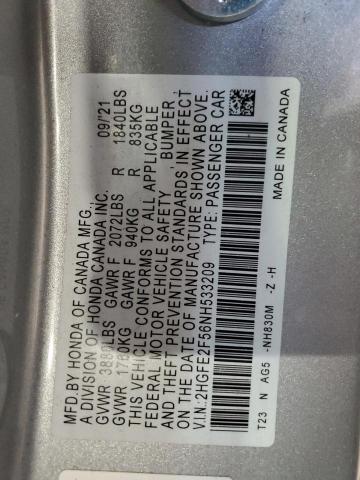 MFD.BY HONDA OF CANADA MFG., 09/'21
A DIVISION OF HONDA CANADA INC.
GVWR LBS GAWR F 2072LBS R 1840LBS
GVWR GAWR F 940KG R 835KG
THIS VEHICLE CONFORMS TO ALL APPLICABLE
FEDERAL MOTOR VEHICLE SAFETY BUMPER,
AND THEFT PREVENTION STANDARDS IN EFFECT
ON THE DATE OF MANUFACTURE SHOWN ABOVE.
V.I.N.:2HGFE2F56NH533209 TYPE: PASSENGER CAR
T23 N AG5 -NH830M -Z -H
MADE IN CANADA